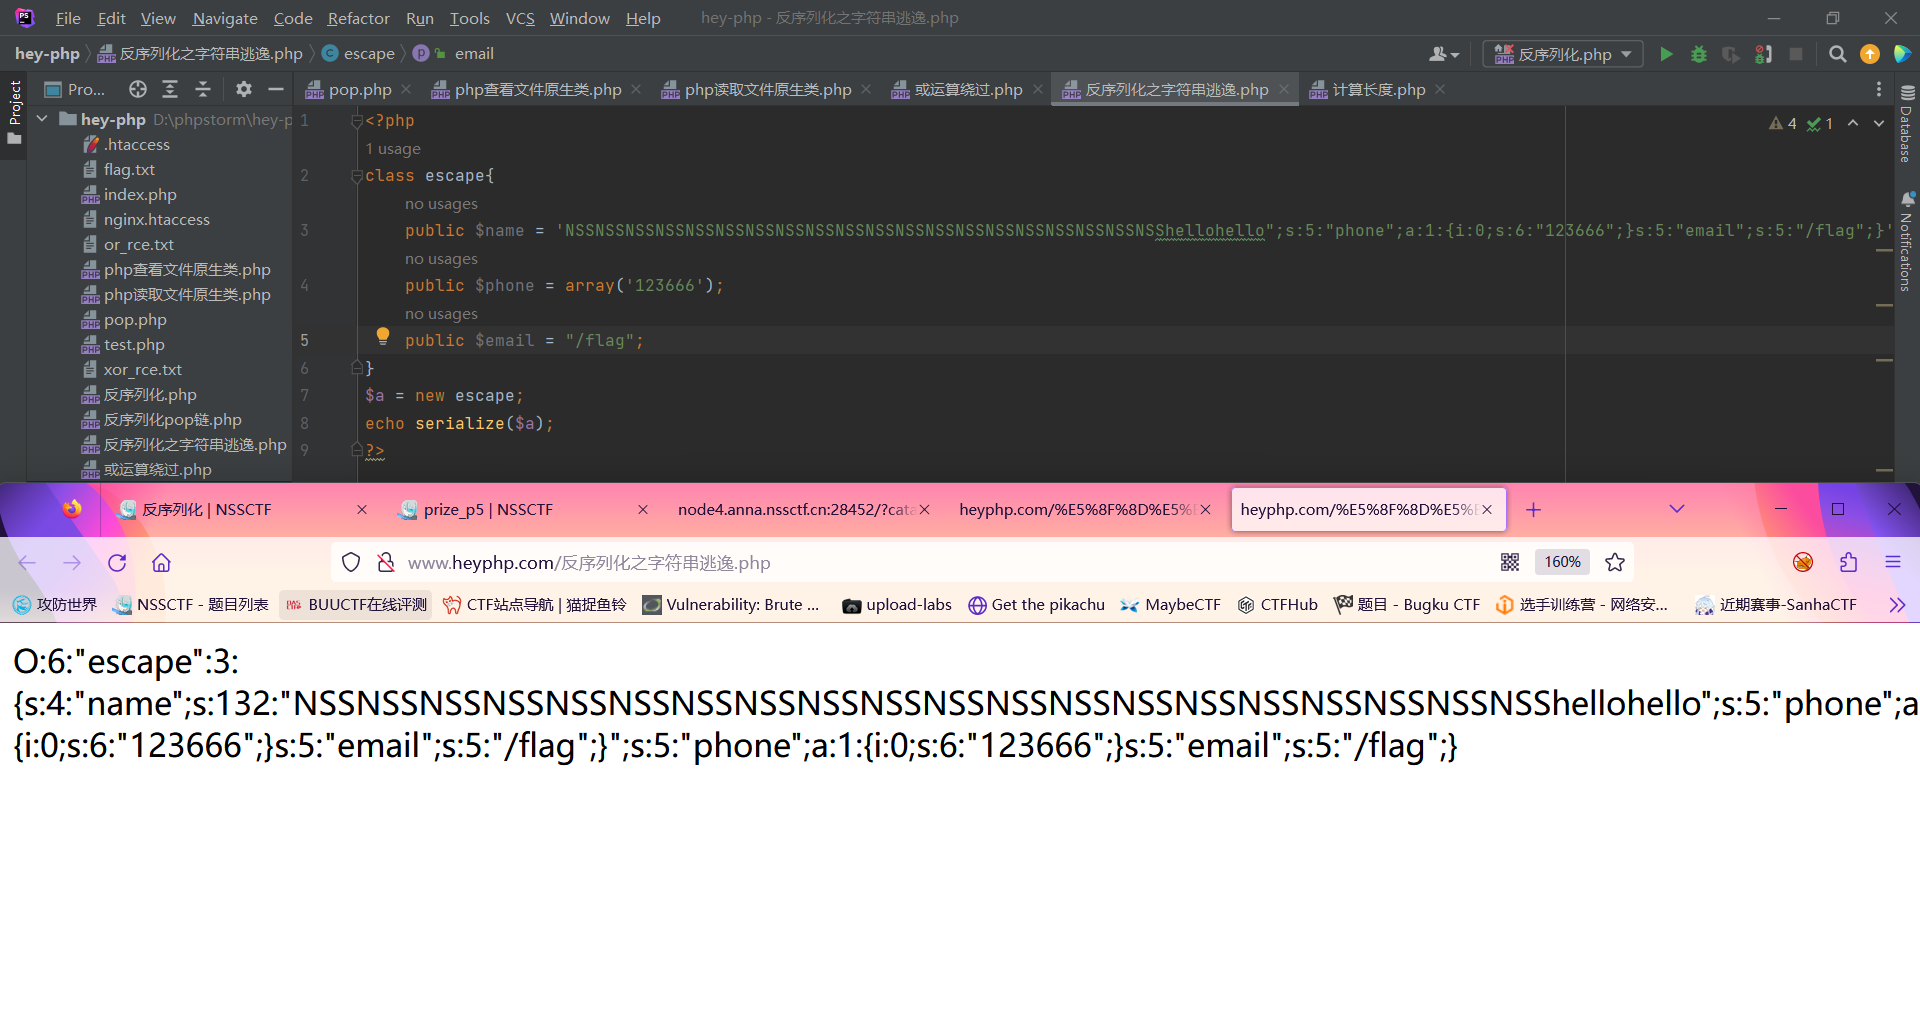 File Edit View Navigate Code Refactor Run Tools VCS Window Help hey-php - 反序列化之字符串逃逸.php
hey-php 反序列化之字符串逃逸.php escape email 反序列化.php
Project Pro... pop.php php查看文件原生类.php php读取文件原生类.php 或运算绕过.php 反序列化之字符串逃逸.php 计算长度.php
hey-php D:\phpstorm\hey-p
.htaccess
flag.txt
index.php
nginx.htaccess
or_rce.txt
php查看文件原生类.php
php读取文件原生类.php
pop.php
test.php
xor_rce.txt
反序列化.php
反序列化pop链.php
反序列化之字符串逃逸.php
或运算绕过.php
1 <?php
1 usage
2 class escape{
no usages
3 public $name = 'NSSNSSNSSNSSNSSNSSNSSNSSNSSNSSNSSNSSNSSNSSNSSNSSNSSNSSNSSNSShellohello";s:5:"phone";a:1:{i:0;s:6:"123666";}s:5:"email";s:5:"/flag";}'
no usages
4 public $phone = array('123666');
no usages
5 public $email = "/flag";
6 }
7 $a = new escape;
8 echo serialize($a);
9 ?>
4 1
Database
Notifications
反序列化 | NSSCTF prize_p5 | NSSCTF node4.anna.nssctf.cn:28452/?cata heyphp.com/%E5%8F%8D%E5% heyphp.com/%E5%8F%8D%E5%
www.heyphp.com/反序列化之字符串逃逸.php 160%
攻防世界 NSSCTF - 题目列表 BUUCTF在线评测 CTF站点导航 | 猫捉鱼铃 Vulnerability: Brute ... upload-labs Get the pikachu MaybeCTF CTFHub 题目 - Bugku CTF 选手训练营 - 网络安... 近期赛事-SanhaCTF
O:6:"escape":3:
{s:4:"name";s:132:"NSSNSSNSSNSSNSSNSSNSSNSSNSSNSSNSSNSSNSSNSSNSSNSSNSSNSSNSSNSShellohello";s:5:"phone";a
{i:0;s:6:"123666";}s:5:"email";s:5:"/flag";}";s:5:"phone";a:1:{i:0;s:6:"123666";}s:5:"email";s:5:"/flag";}